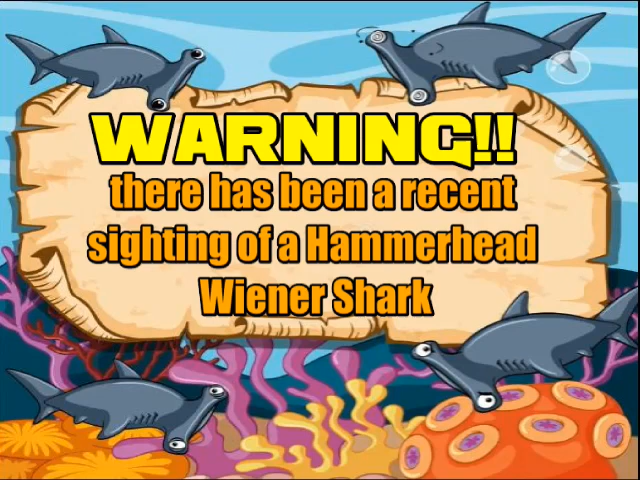 WARNING!!
there has been a recent
sighting of a Hammerhead
Wiener Shark